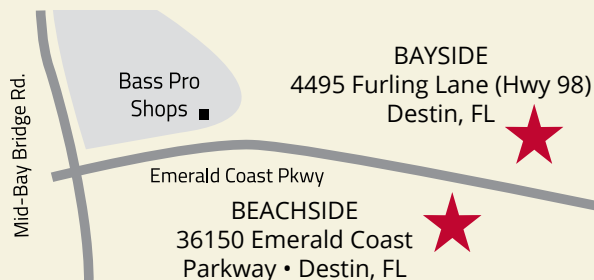 Mid-Bay Bridge Rd.
Bass Pro
Shops
BAYSIDE
4495 Furling Lane (Hwy 98)
Destin, FL
Emerald Coast Pkwy
BEACHSIDE
36150 Emerald Coast
Parkway • Destin, FL